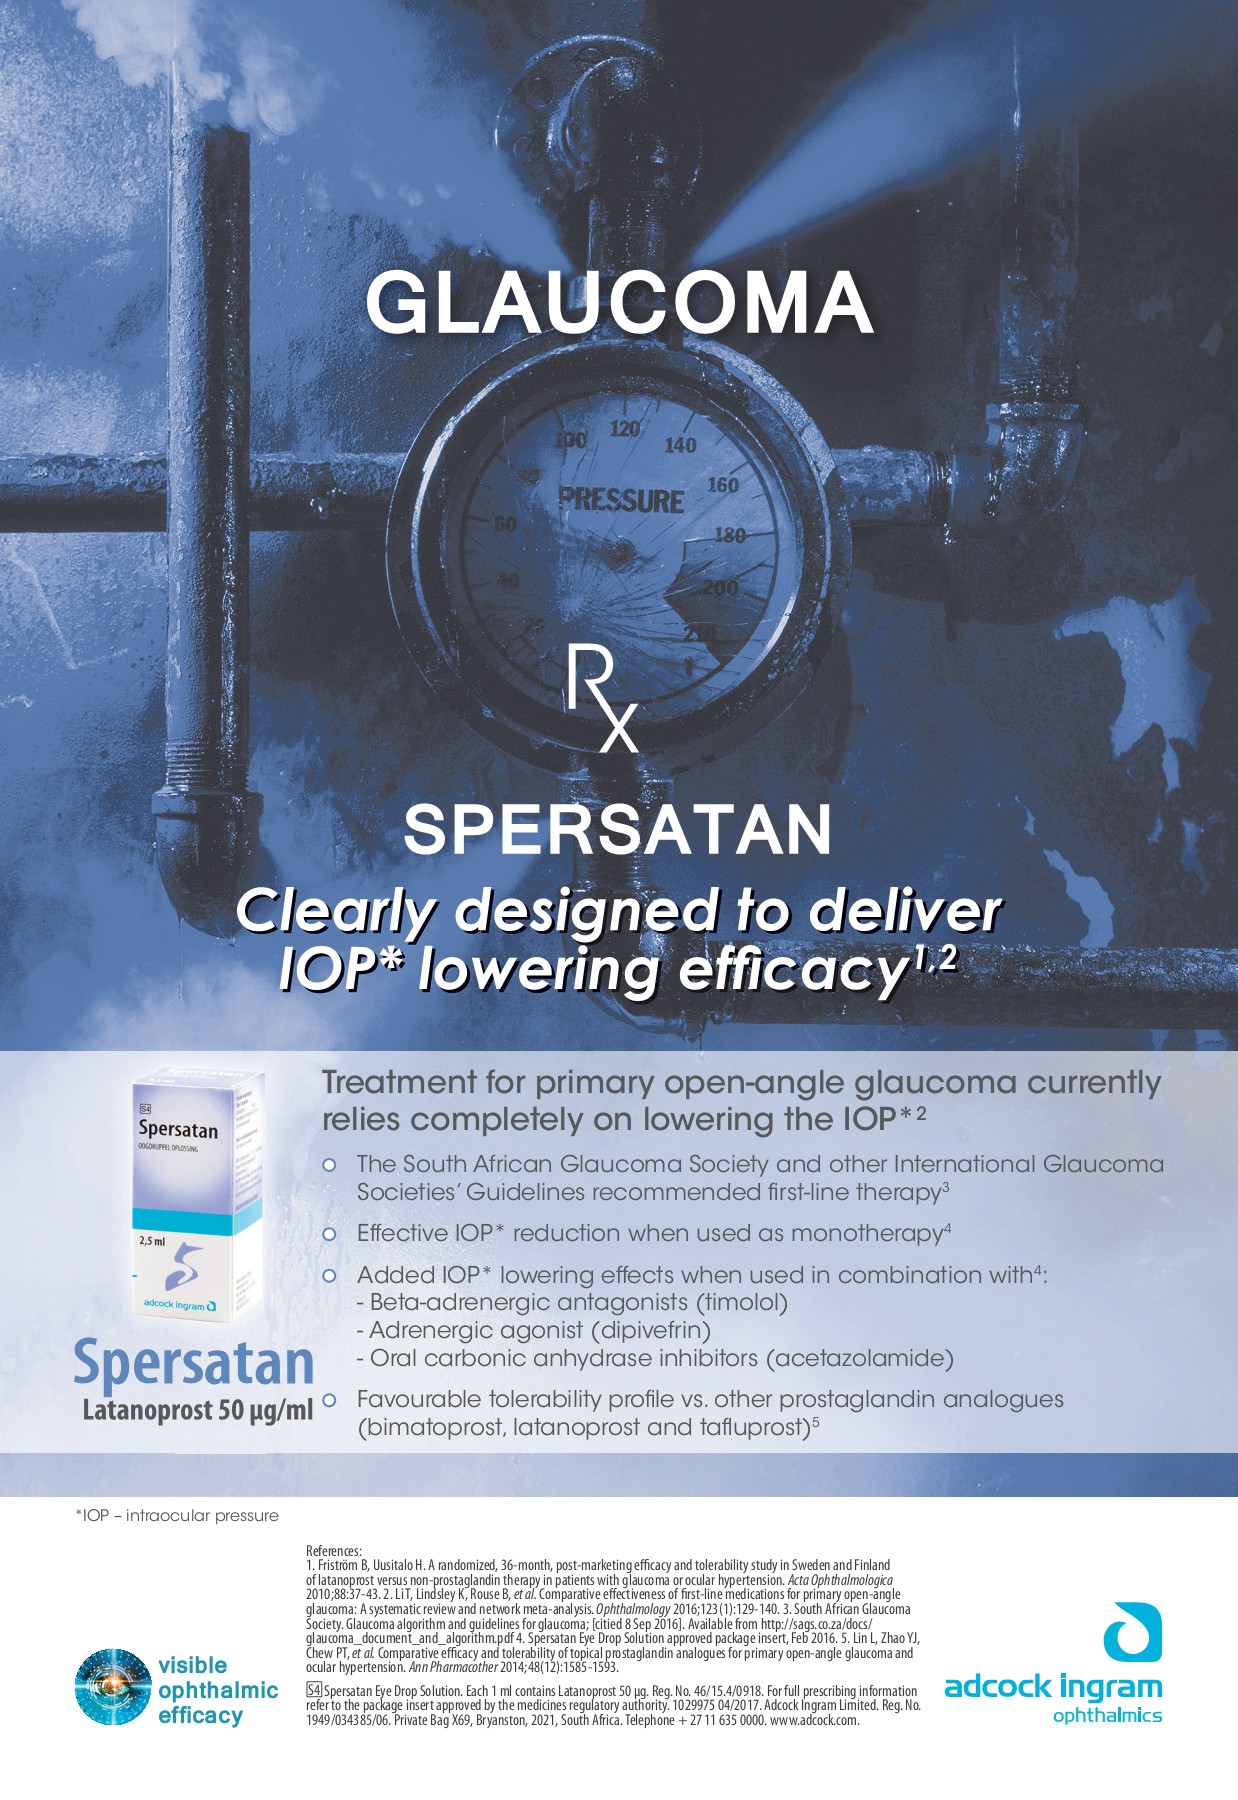 GLAUCOMA
100
120
140
160
180
200
60
PRESSURE
Rx
SPERSATAN
Clearly designed to deliver
IOP* lowering efficacy1,2
S4
Spersatan
OOGDRUPPEL OPLOSSING
2,5 ml
adcock ingram
Spersatan
Latanoprost 50 µg/ml
Treatment for primary open-angle glaucoma currently
relies completely on lowering the IOP*2
The South African Glaucoma Society and other International Glaucoma
Societies’ Guidelines recommended first-line therapy3
Effective IOP* reduction when used as monotherapy4
Added IOP* lowering effects when used in combination with4:
- Beta-adrenergic antagonists (timolol)
- Adrenergic agonist (dipivefrin)
- Oral carbonic anhydrase inhibitors (acetazolamide)
Favourable tolerability profile vs. other prostaglandin analogues
(bimatoprost, latanoprost and tafluprost)5
*IOP – intraocular pressure
References:
1. Friström B, Uusitalo H. A randomized, 36-month, post-marketing efficacy and tolerability study in Sweden and Finland
of latanoprost versus non-prostaglandin therapy in patients with glaucoma or ocular hypertension. Acta Ophthalmologica
2010;88:37-43. 2. Li T, Lindsley K, Rouse B, et al. Comparative effectiveness of first-line medications for primary open-angle
glaucoma: A systematic review and network meta-analysis. Ophthalmology 2016;123(1):129-140. 3. South African Glaucoma
Society. Glaucoma algorithm and guidelines for glaucoma; [citied 8 Sep 2016]. Available from http://sags.co.za/docs/
glaucoma_document_and_algorithm.pdf 4. Spersatan Eye Drop Solution approved package insert, Feb 2016. 5. Lin L, Zhao YJ,
Chew PT, et al. Comparative efficacy and tolerability of topical prostaglandin analogues for primary open-angle glaucoma and
ocular hypertension. Ann Pharmacother 2014;48(12):1585-1593.
S4 Spersatan Eye Drop Solution. Each 1 ml contains Latanoprost 50 µg. Reg. No. 46/15.4/0918. For full prescribing information
refer to the package insert approved by the medicines regulatory authority. 1029975 04/2017. Adcock Ingram Limited. Reg. No.
1949/034385/06. Private Bag X69, Bryanston, 2021, South Africa. Telephone + 27 11 635 0000. www.adcock.com.
visible
ophthalmic
efficacy
adcock ingram
ophthalmics